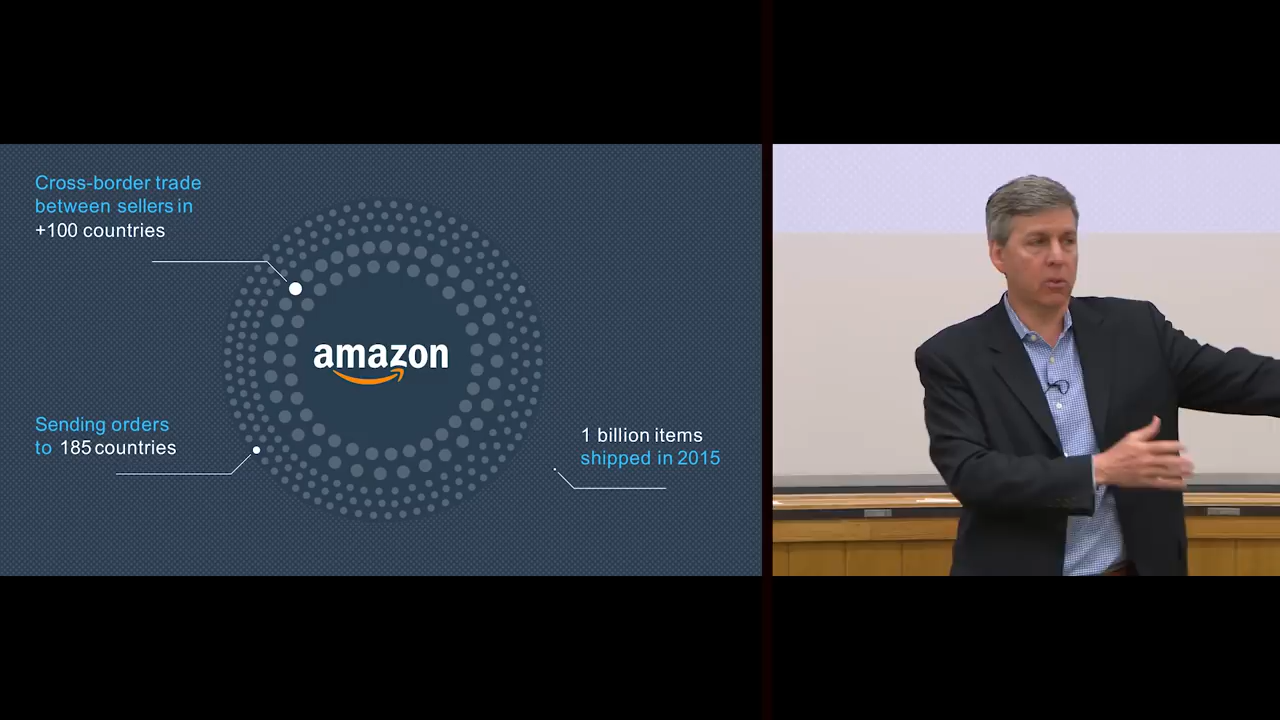 Cross-border trade
between sellers in
+100 countries
amazon
Sending orders
to 185 countries
1 billion items
shipped in 2015